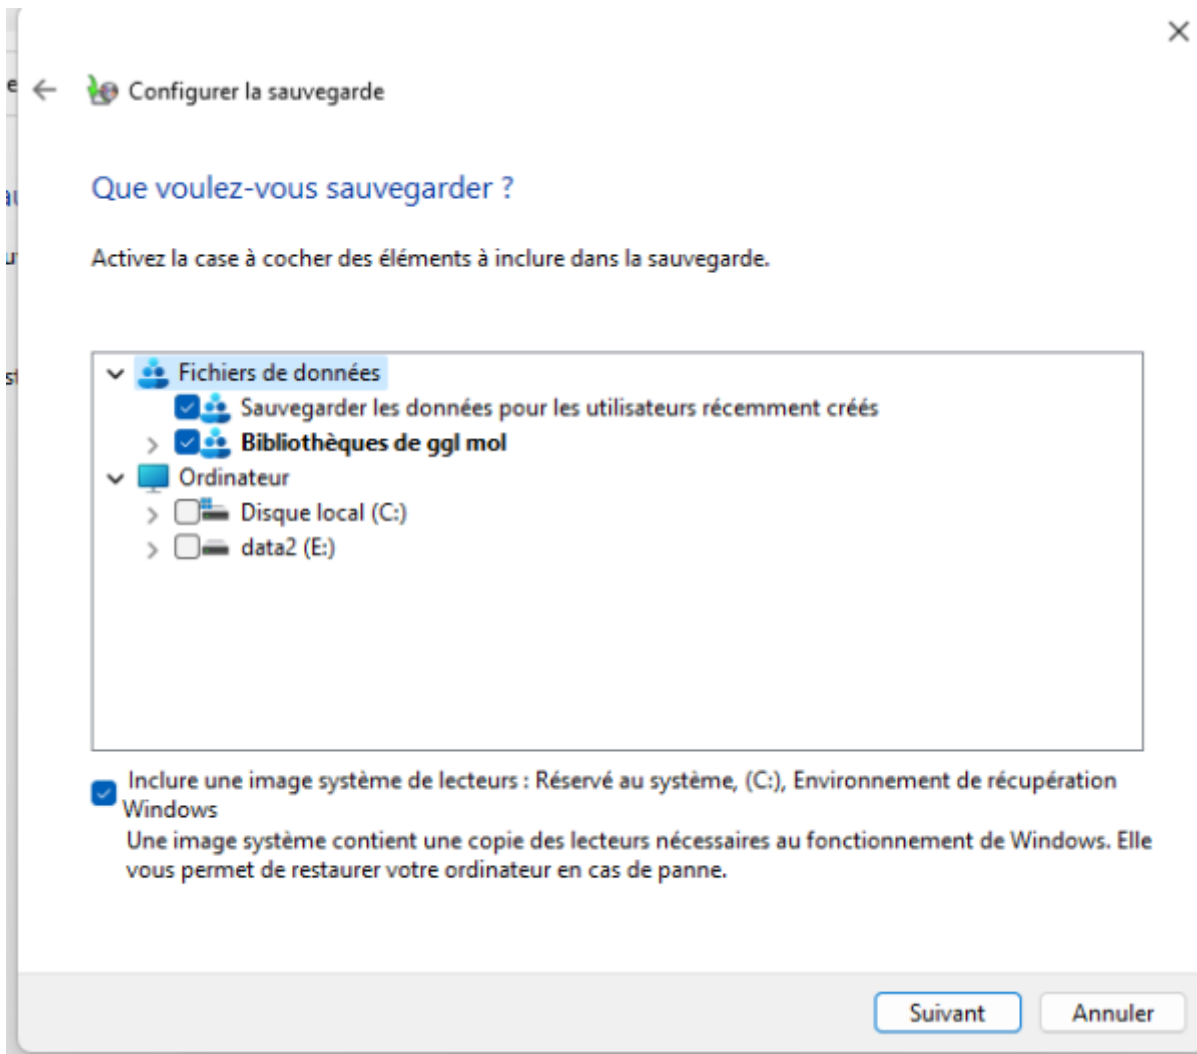 Configurer la sauvegarde
Que voulez-vous sauvegarder ?
Activez la case à cocher des éléments à inclure dans la sauvegarde.
Fichiers de données
Sauvegarder les données pour les utilisateurs récemment créés
Bibliothèques de ggl mol
Ordinateur
Disque local (C:)
data2 (E:)
Inclure une image système de lecteurs : Réservé au système, (C:), Environnement de récupération
Windows
Une image système contient une copie des lecteurs nécessaires au fonctionnement de Windows. Elle
vous permet de restaurer votre ordinateur en cas de panne.
Suivant
Annuler